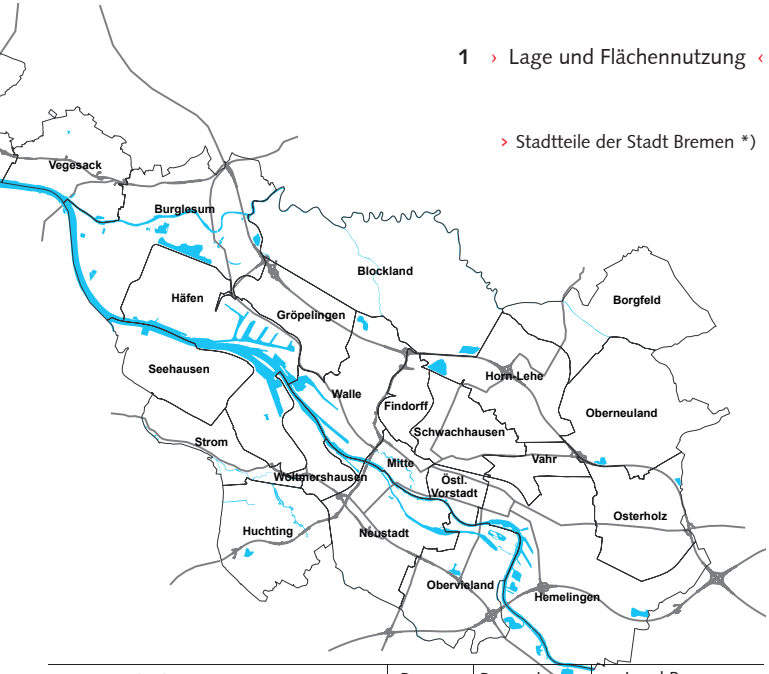 1 › Lage und Flächennutzung ‹
› Stadtteile der Stadt Bremen *)
Vegesack
Burglesum
Blockland
Häfen
Borgfeld
Gröpelingen
Seehausen
Horn-Lehe
Walle
Findorff
Oberneuland
Schwachhausen
Strom
Vahr
Mitte
Woltmershausen
Östl.
Vorstadt
Osterholz
Huchting
Neustadt
Obervieland
Hemelingen